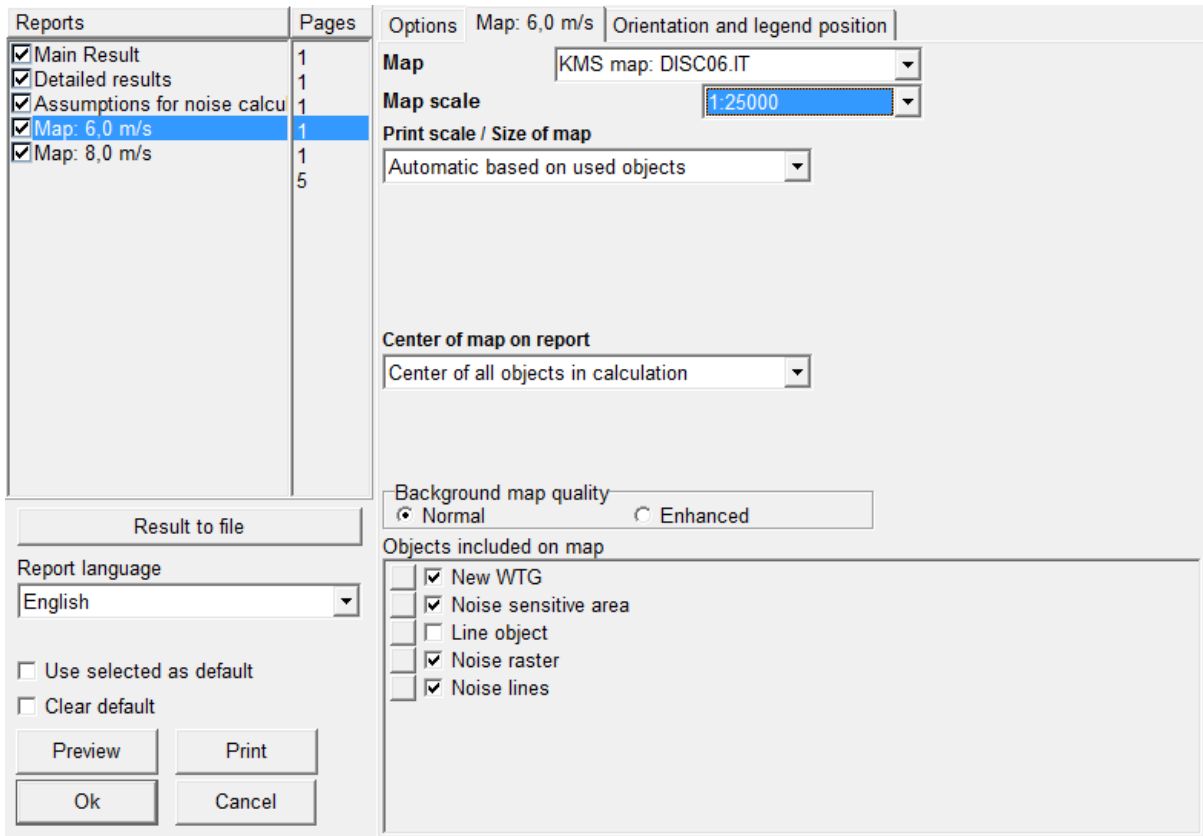 Reports Pages
Main Result 1
Detailed results 1
Assumptions for noise calcul 1
Map: 6,0 m/s 1
Map: 8,0 m/s 1
5
Result to file
Report language
English
Use selected as default
Clear default
Preview Print
Ok Cancel
Options Map: 6,0 m/s Orientation and legend position
Map KMS map: DISC06.IT
Map scale 1:25000
Print scale / Size of map
Automatic based on used objects
Center of map on report
Center of all objects in calculation
Background map quality
Normal Enhanced
Objects included on map
New WTG
Noise sensitive area
Line object
Noise raster
Noise lines